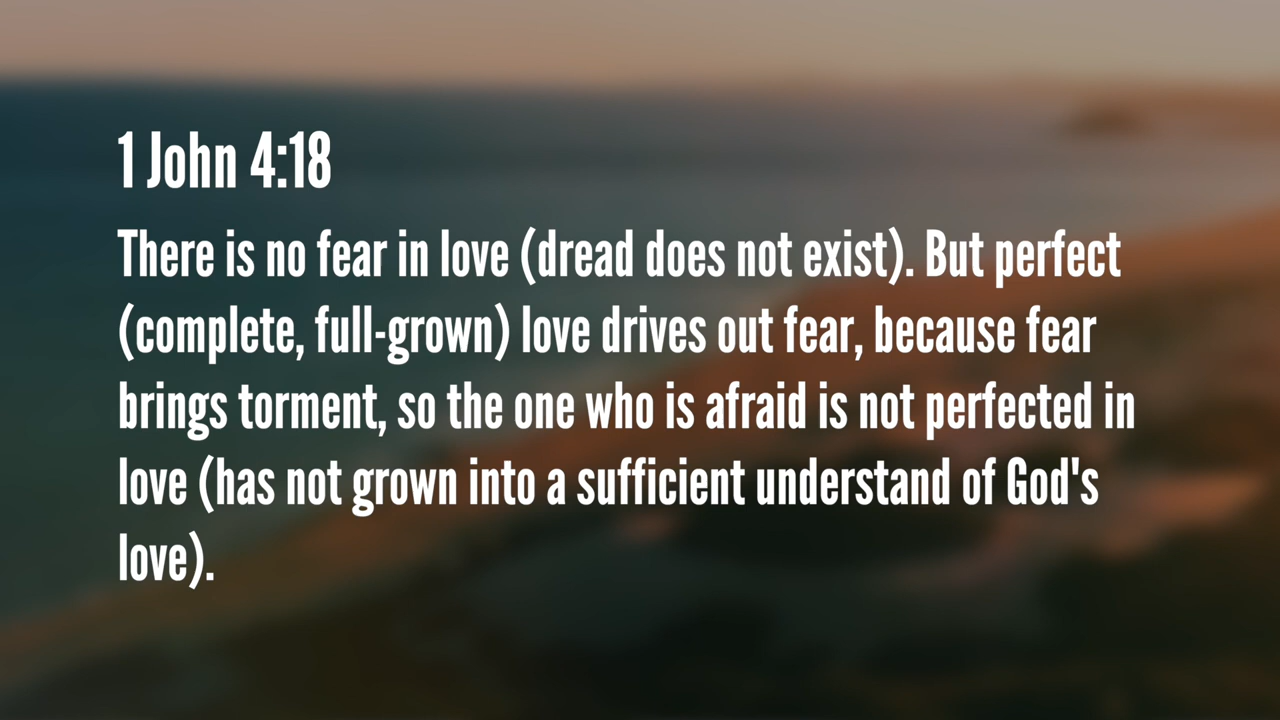 1 John 4:18
There is no fear in love (dread does not exist). But perfect
(complete, full-grown) love drives out fear, because fear
brings torment, so the one who is afraid is not perfected in
love (has not grown into a sufficient understand of God's
love).